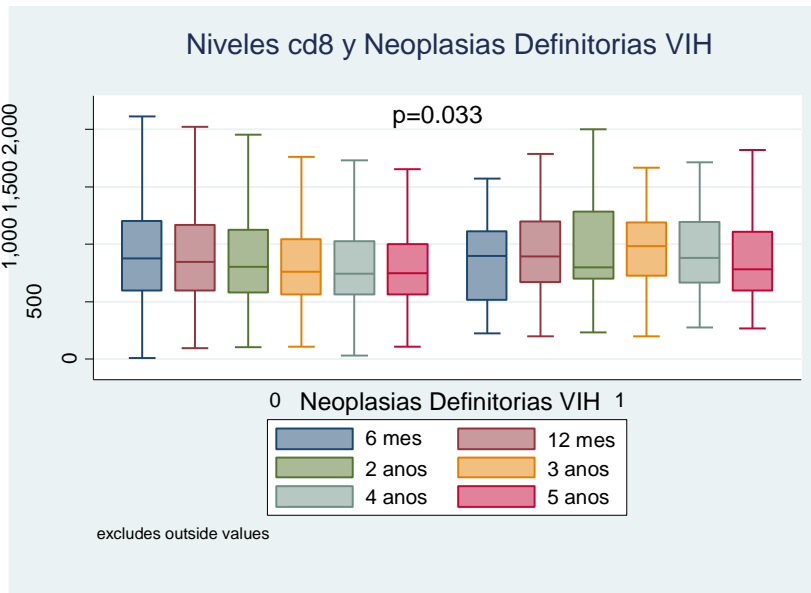 Niveles cd8 y Neoplasias Definitorias VIH
p=0.033
2,000
1,500
1,000
500
0
0 Neoplasias Definitorias VIH 1
6 mes 12 mes
2 anos 3 anos
4 anos 5 anos
excludes outside values